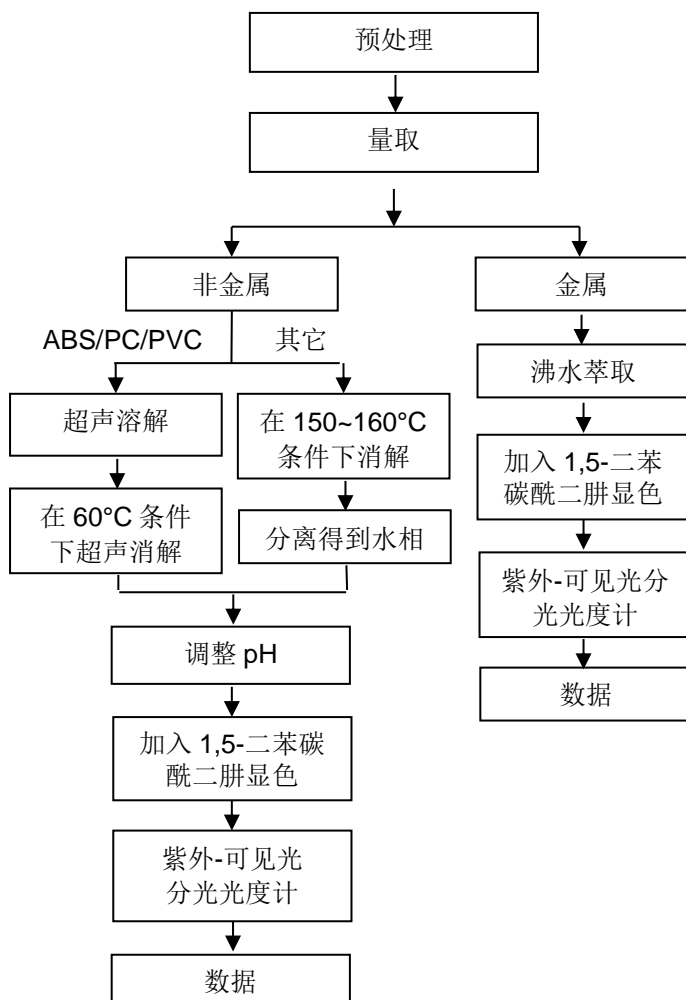 预处理
量取
非金属
金属
ABS/PC/PVC
其它
沸水萃取
超声溶解
在 150~160°C
条件下消解
加入 1,5-二苯
碳酰二肼显色
在 60°C 条件
下超声消解
分离得到水相
紫外-可见光分
光光度计
调整 pH
数据
加入 1,5-二苯碳
酰二肼显色
紫外-可见光
分光光度计
数据